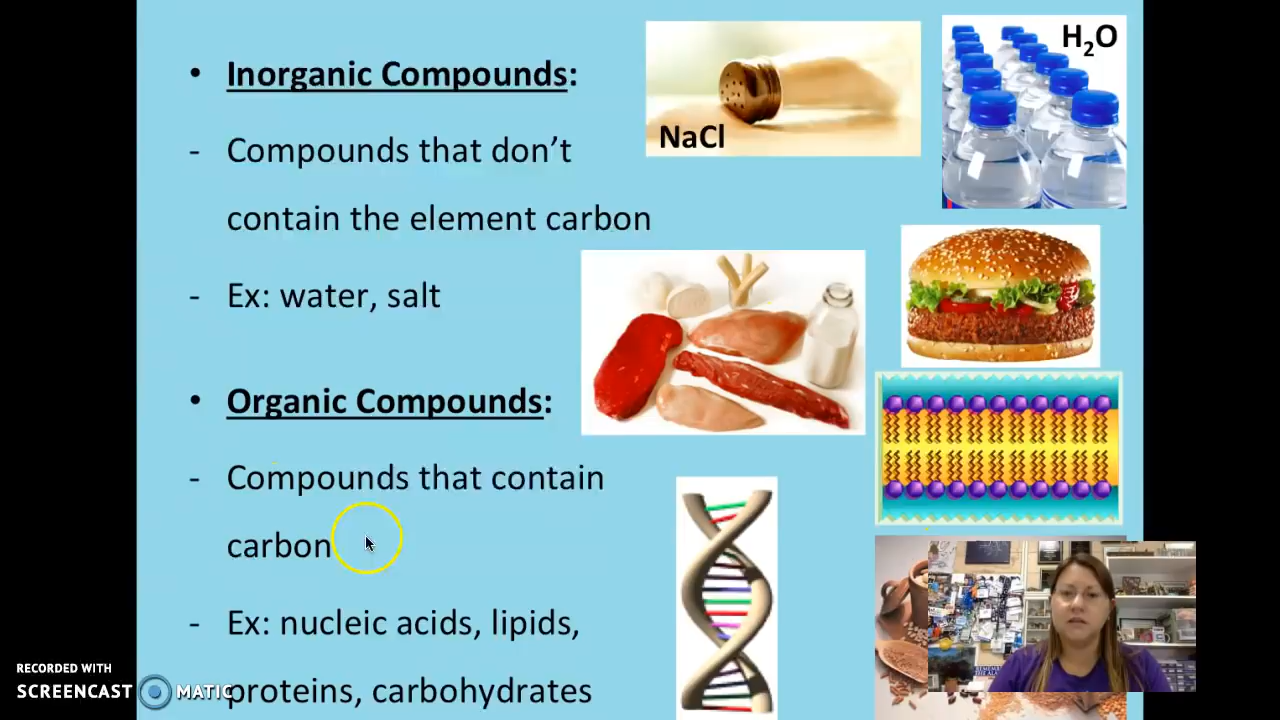 • Inorganic Compounds:
- Compounds that don't
contain the element carbon
- Ex: water, salt
• Organic Compounds:
- Compounds that contain
carbon
- Ex: nucleic acids, lipids,
proteins, carbohydrates
NaCl
H₂O
RECORDED WITH
SCREENCAST MATIC